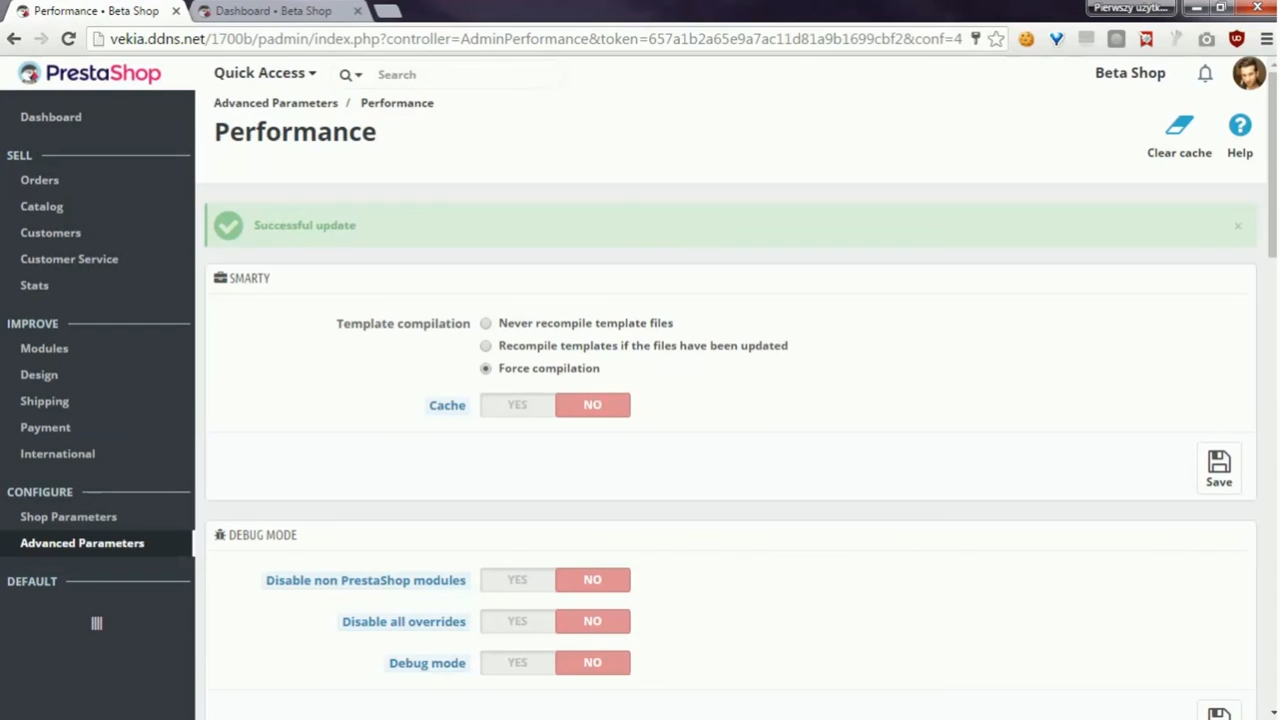 Performance • Beta Shop
Dashboard • Beta Shop
Pierwszy użytk...
vekia.ddns.net/1700b/padmin/index.php?controller=AdminPerformance&token=657a1b2a65e9a7ac11d81a9b1699cbf2&conf=4
PrestaShop
Quick Access
Search
Beta Shop
Advanced Parameters / Performance
Performance
Clear cache
Help
Dashboard
SELL
Orders
Catalog
Customers
Customer Service
Stats
IMPROVE
Modules
Design
Shipping
Payment
International
CONFIGURE
Shop Parameters
Advanced Parameters
DEFAULT
Successful update
×
SMARTY
Template compilation
Never recompile template files
Recompile templates if the files have been updated
Force compilation
Cache YES NO
Save
DEBUG MODE
Disable non PrestaShop modules YES NO
Disable all overrides YES NO
Debug mode YES NO